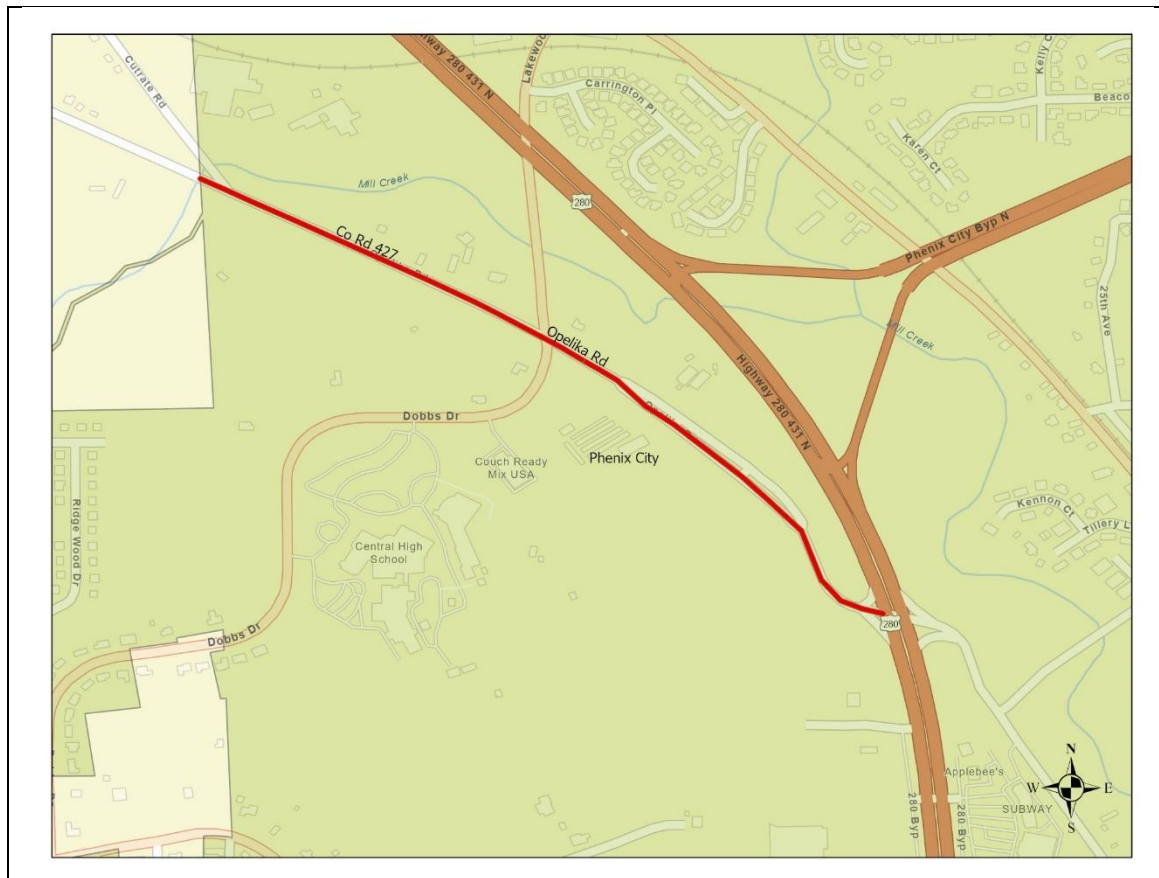 Cutrate Rd
Highway 280 431 N
Lakewood
Carrington Pl
Kelly C
Beaco
Karen Ct
Mill Creek
280
Phenix City Byp N
Co Rd 427
25th Ave
Mill Creek
Opelika Rd
Highway 280 431 N
Dobbs Dr
Couch Ready
Mix USA
Phenix City
Ridge Wood Dr
Central High
School
Kennon Ct
Tillery L
280
Dobbs Dr
N
W
E
S
Applebee's
SUBWAY
280 Byp
280 Byp